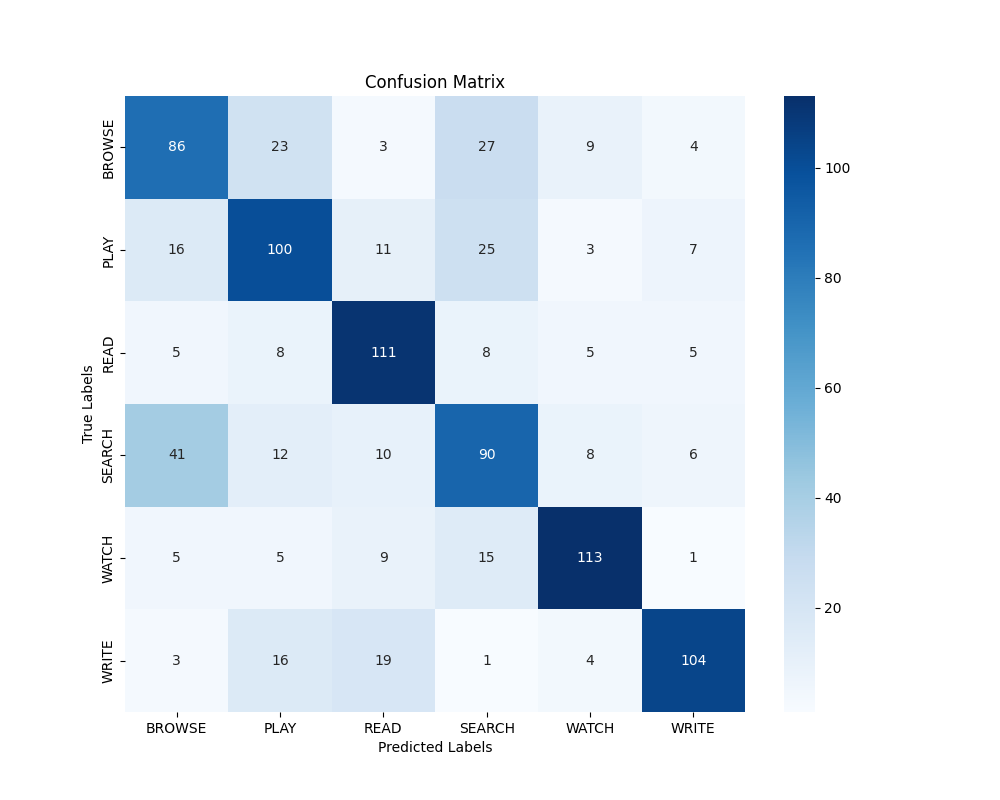 Confusion Matrix
True Labels
BROWSE 86 23 3 27 9 4
PLAY 16 100 11 25 3 7
READ 5 8 111 8 5 5
SEARCH 41 12 10 90 8 6
WATCH 5 5 9 15 113 1
WRITE 3 16 19 1 4 104
BROWSE PLAY READ SEARCH WATCH WRITE
Predicted Labels
100
80
60
40
20